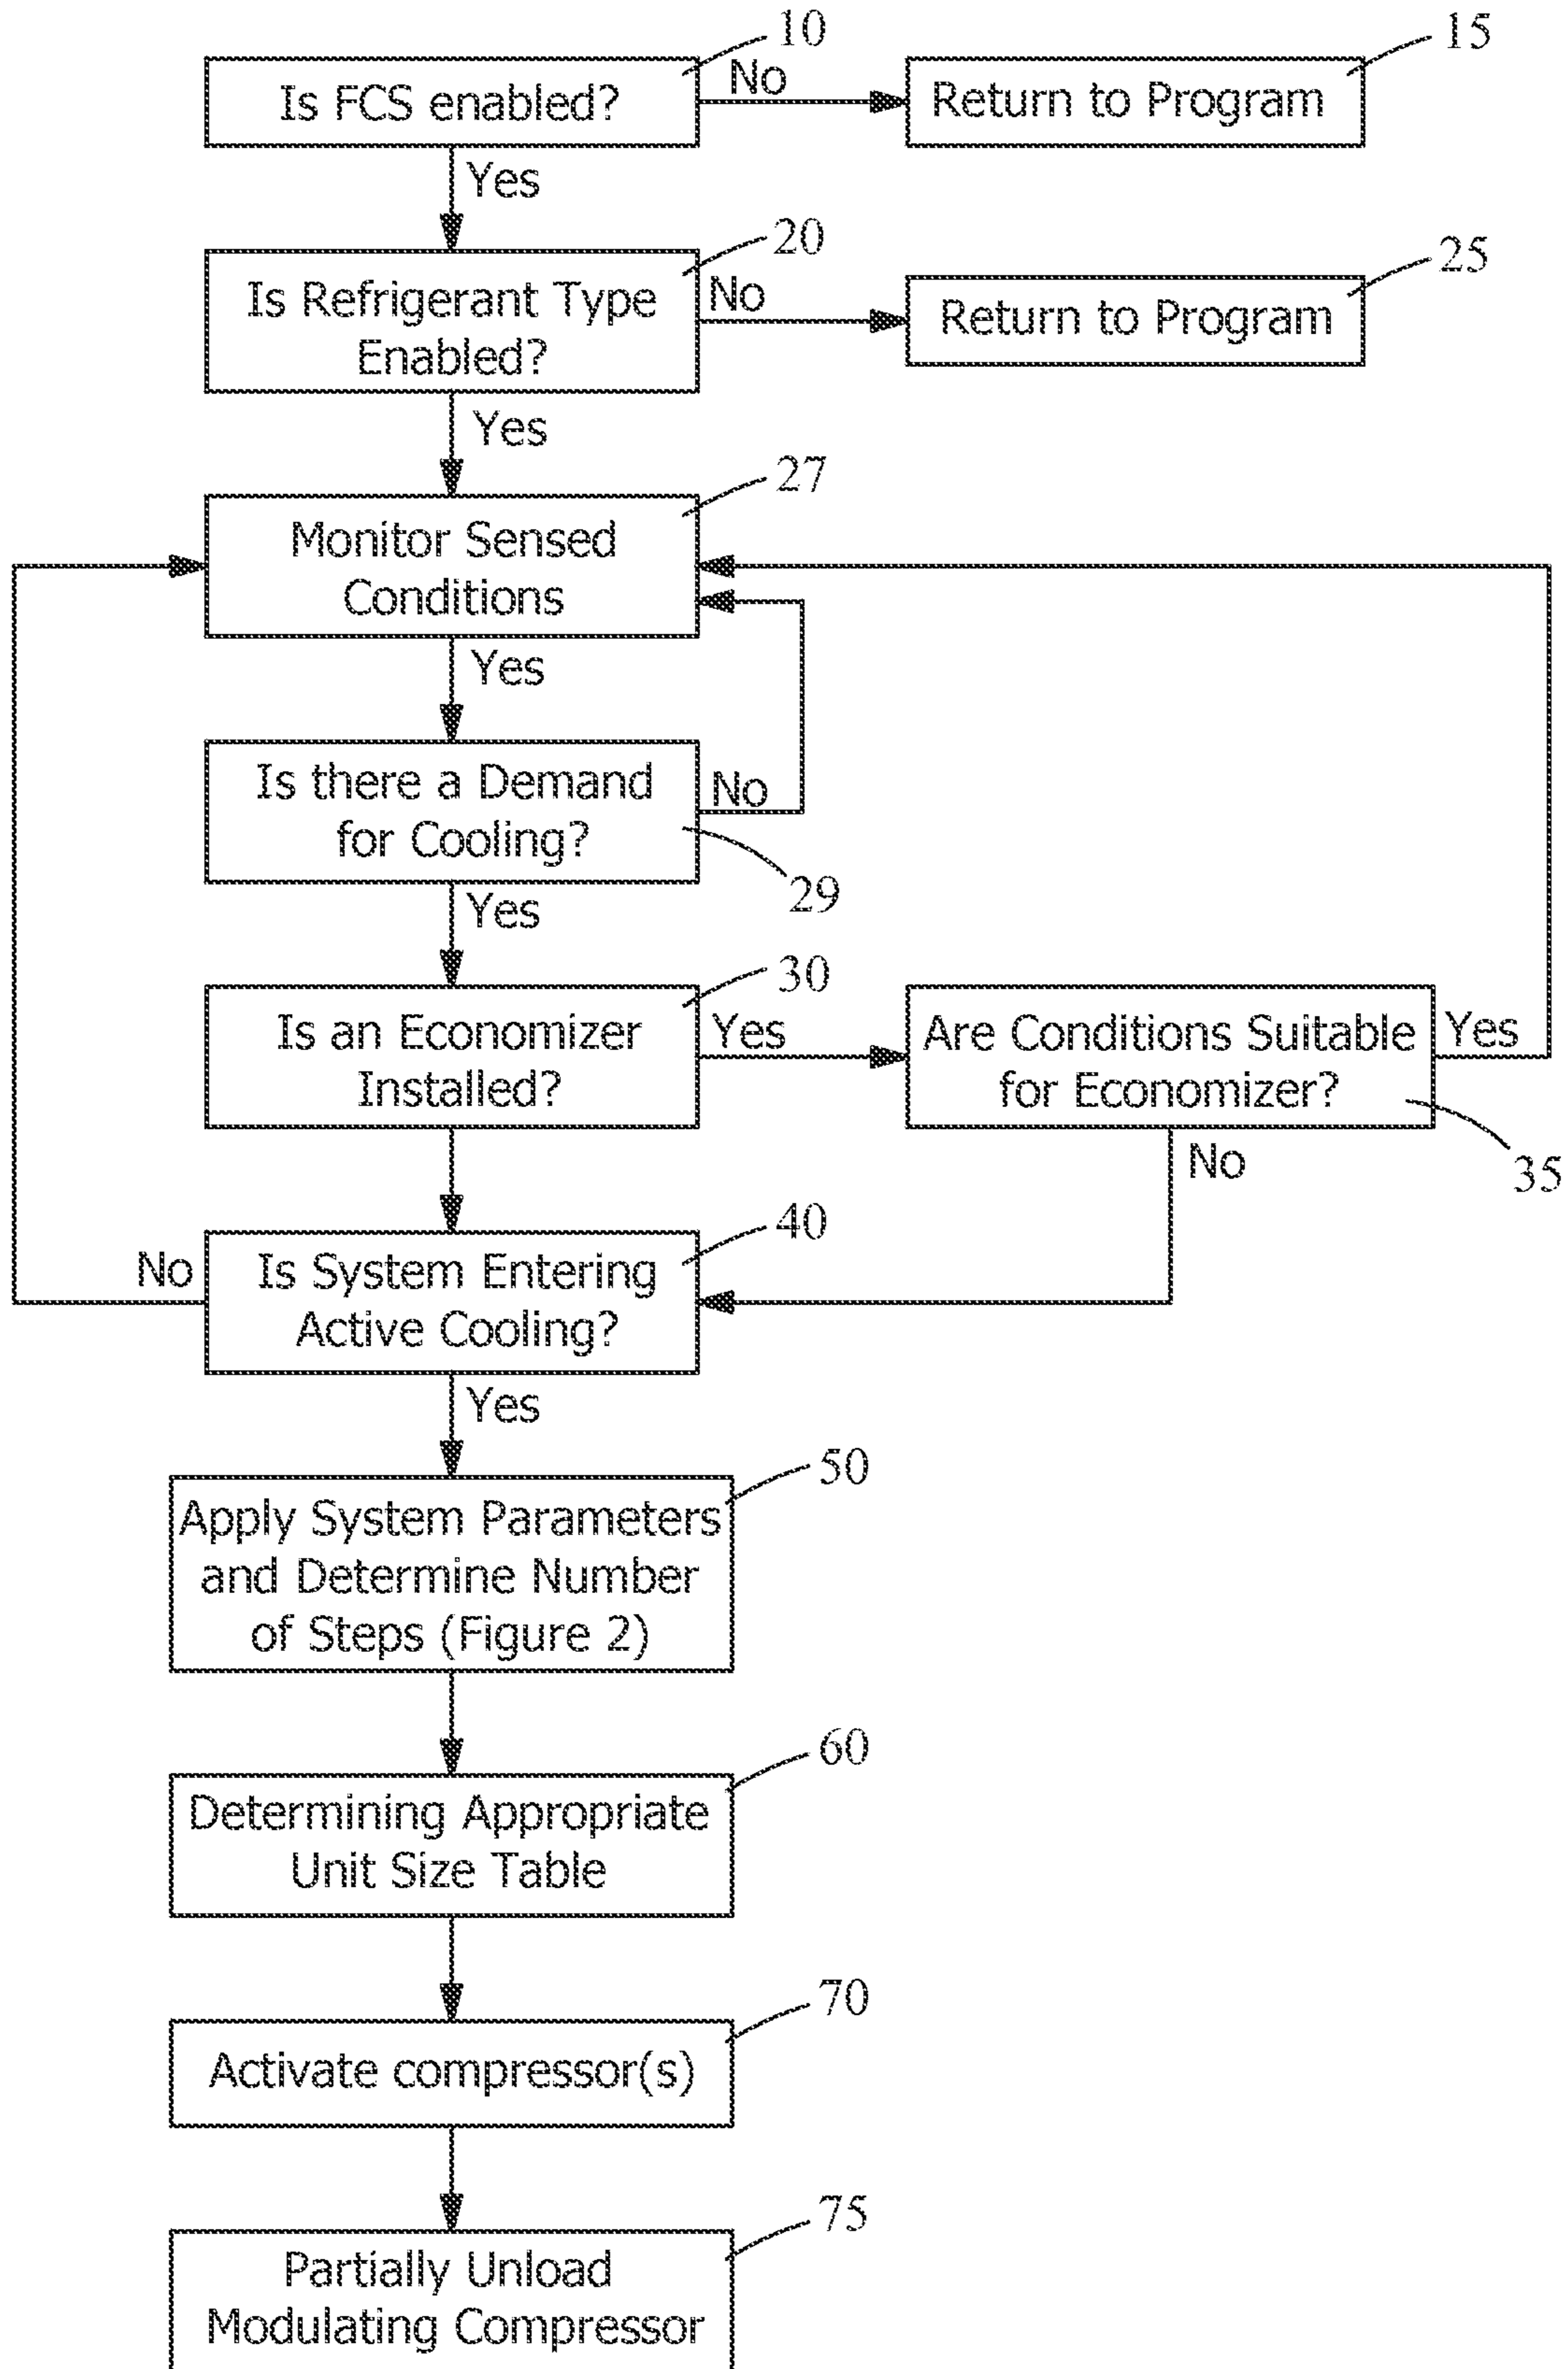 10
15
Is FCS enabled?
No
Return to Program
Yes
20
25
Is Refrigerant Type
Enabled?
No
Return to Program
Yes
27
Monitor Sensed
Conditions
Yes
Is there a Demand
for Cooling?
No
29
Yes
30
Is an Economizer
Installed?
Yes
Are Conditions Suitable
for Economizer?
Yes
35
No
40
No
Is System Entering
Active Cooling?
Yes
50
Apply System Parameters
and Determine Number
of Steps (Figure 2)
60
Determining Appropriate
Unit Size Table
70
Activate compressor(s)
75
Partially Unload
Modulating Compressor